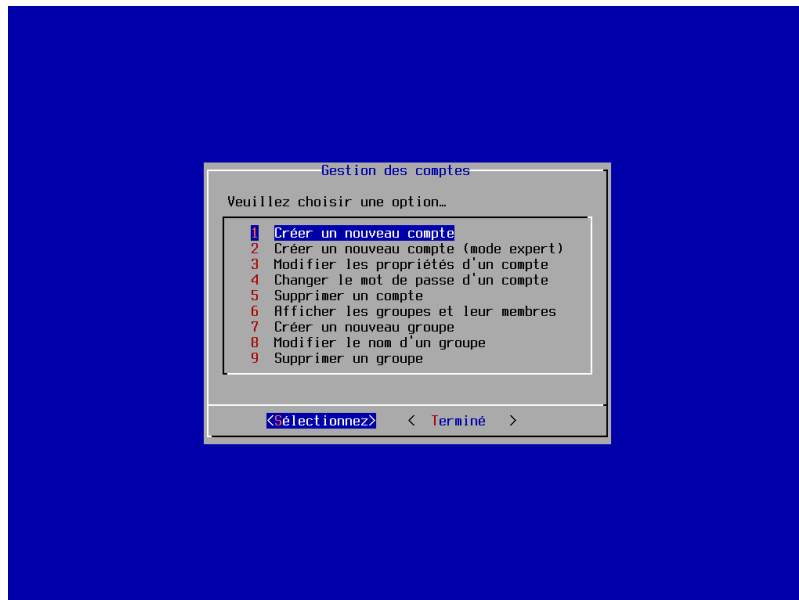 Gestion des comptes
Veuillez choisir une option…
1 Créer un nouveau compte
2 Créer un nouveau compte (mode expert)
3 Modifier les propriétés d'un compte
4 Changer le mot de passe d'un compte
5 Supprimer un compte
6 Afficher les groupes et leur membres
7 Créer un nouveau groupe
8 Modifier le nom d'un groupe
9 Supprimer un groupe
<Sélectionnez> < Terminé >